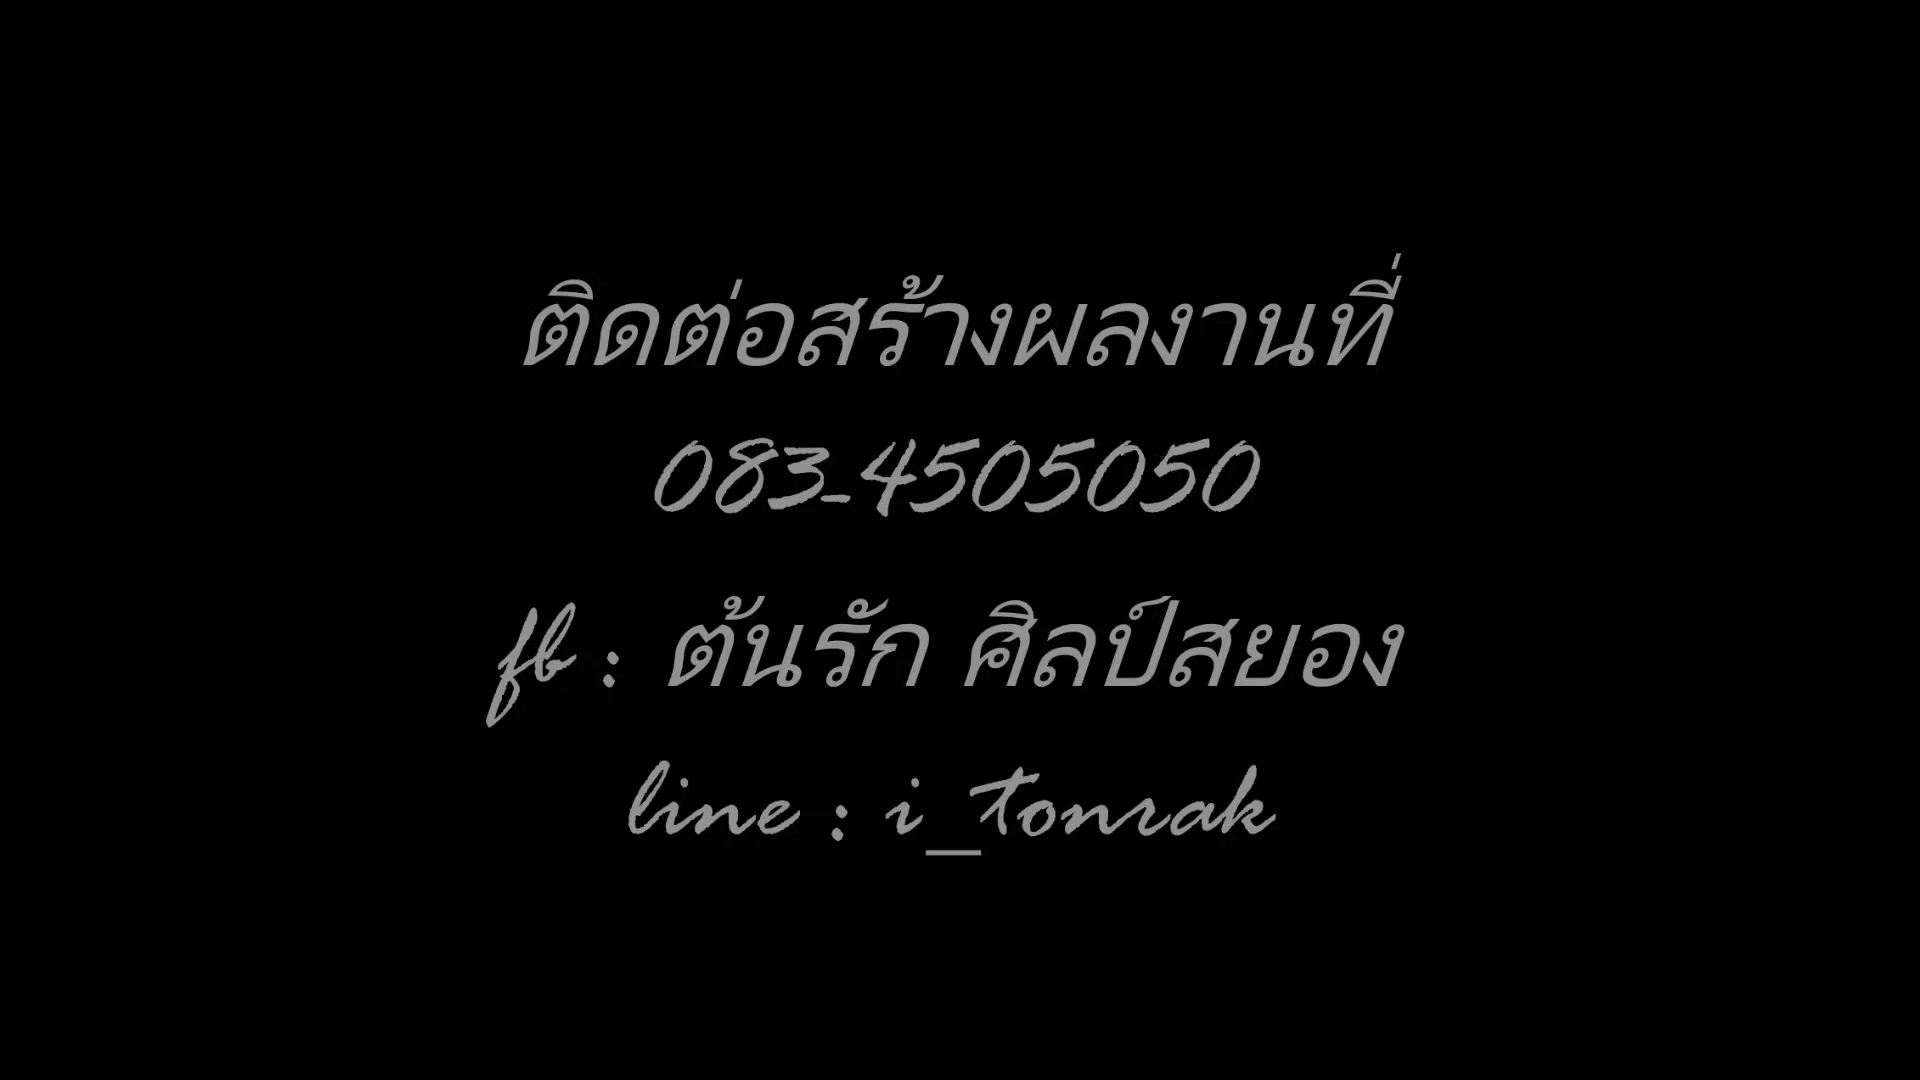 ติดต่อสร้างผลงานที่
083-4505050
fb : ต้นรัก ศิลป์สยอง
line : i_tonrak